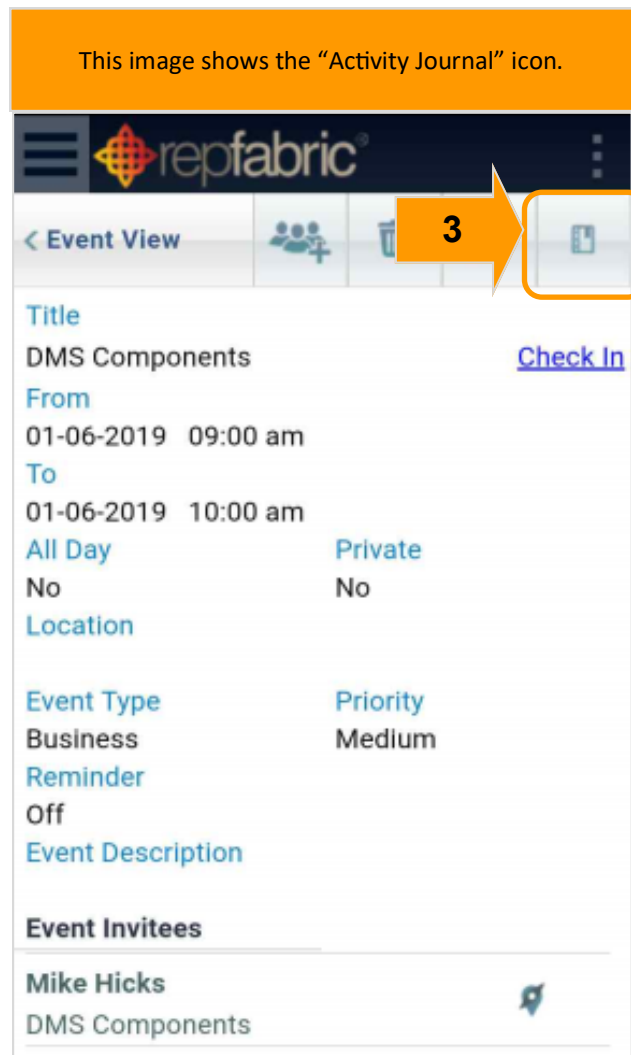 This image shows the “Activity Journal” icon.
repfabric®
< Event View
3
Title
DMS Components Check In
From
01-06-2019 09:00 am
To
01-06-2019 10:00 am
All Day Private
No No
Location
Event Type Priority
Business Medium
Reminder
Off
Event Description
Event Invitees
Mike Hicks
DMS Components